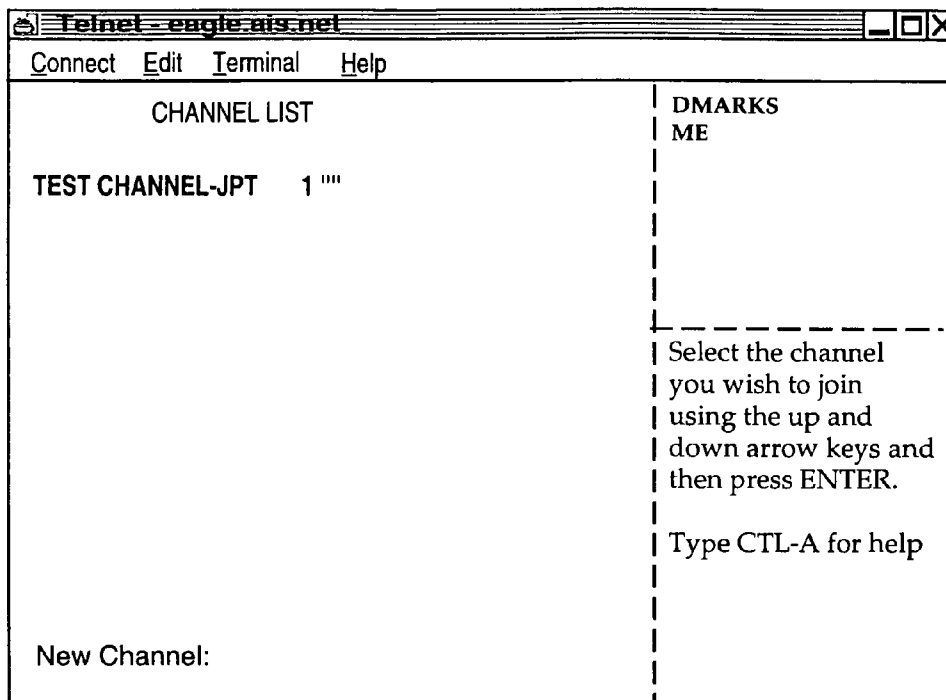 Telnet - eagle.ais.net
Connect Edit Terminal Help
CHANNEL LIST
TEST CHANNEL-JPT 1 ""
New Channel:
DMARKS
ME
Select the channel
you wish to join
using the up and
down arrow keys and
then press ENTER.
Type CTL-A for help